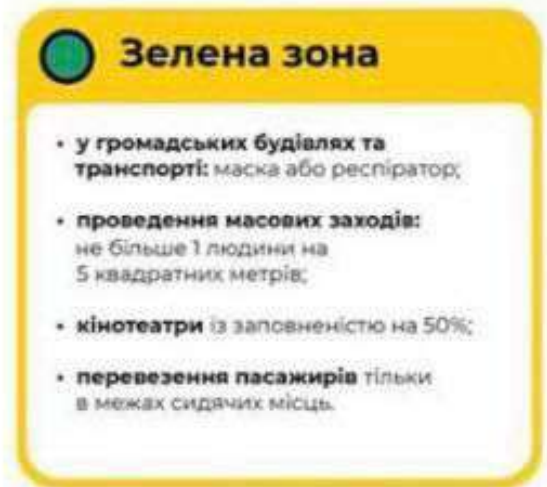 Зелена зона
• у громадських будівлях та
транспорті: маска або респіратор;
• проведення масових заходів:
не більше 1 людини на
5 квадратних метрів;
• кінотеатри із заповненістю на 50%;
• перевезення пасажирів тільки
в межах сидячих місць.